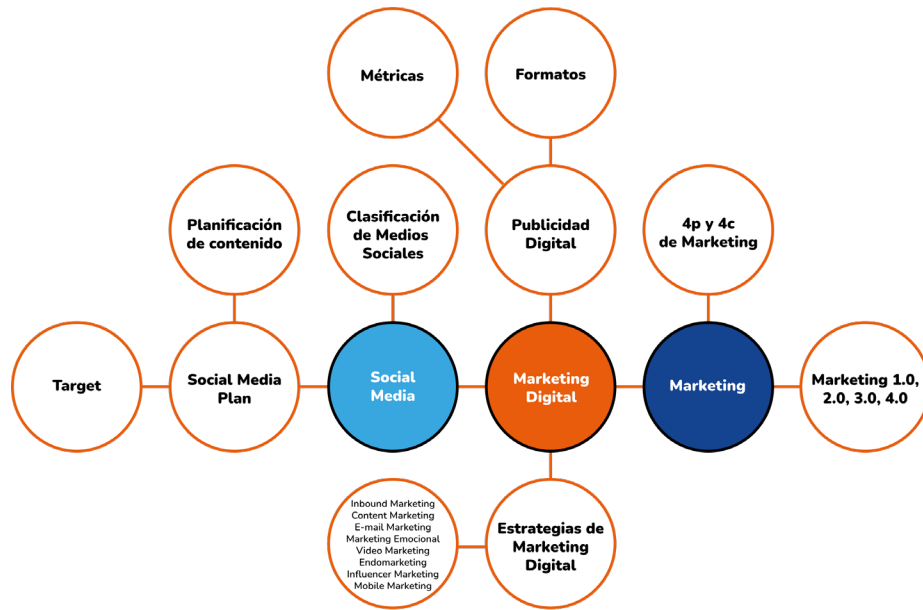 Métricas
Formatos
Planificación
de contenido
Clasificación
de Medios
Sociales
Publicidad
Digital
4p y 4c
de Marketing
Target
Social Media
Plan
Social
Media
Marketing
Digital
Marketing
Marketing 1.0,
2.0, 3.0, 4.0
Inbound Marketing
Content Marketing
E-mail Marketing
Marketing Emocional
Video Marketing
Endomarketing
Influencer Marketing
Mobile Marketing
Estrategias de
Marketing
Digital